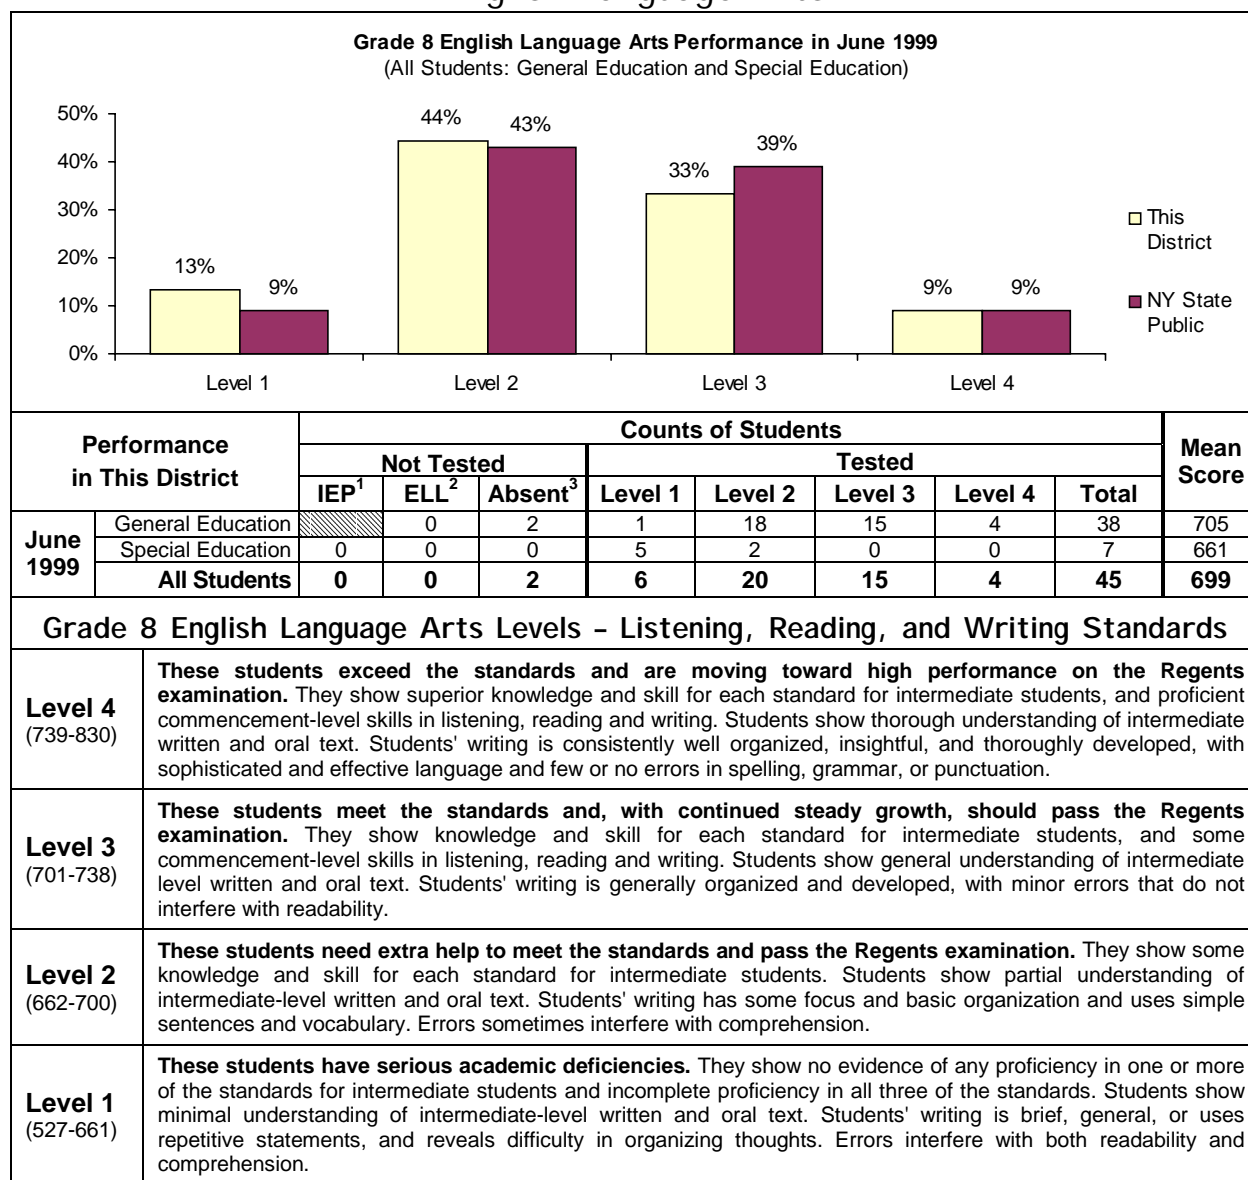 Grade 8 English Language Arts Performance in June 1999
(All Students: General Education and Special Education)
50%
40%
30%
20%
10%
0%
13%
9%
44%
43%
33%
39%
9%
9%
Level 1
Level 2
Level 3
Level 4
This
District
NY State
Public
Performance
in This District
Counts of Students
Mean
Score
Not Tested
Tested
IEP1 ELL2 Absent3 Level 1 Level 2 Level 3 Level 4 Total
June
1999
General Education 0 2 1 18 15 4 38 705
Special Education 0 0 0 5 2 0 0 7 661
All Students 0 0 2 6 20 15 4 45 699
Grade 8 English Language Arts Levels – Listening, Reading, and Writing Standards
Level 4
(739-830)
These students exceed the standards and are moving toward high performance on the Regents
examination. They show superior knowledge and skill for each standard for intermediate students, and proficient
commencement-level skills in listening, reading and writing. Students show thorough understanding of intermediate
written and oral text. Students' writing is consistently well organized, insightful, and thoroughly developed, with
sophisticated and effective language and few or no errors in spelling, grammar, or punctuation.
Level 3
(701-738)
These students meet the standards and, with continued steady growth, should pass the Regents
examination. They show knowledge and skill for each standard for intermediate students, and some
commencement-level skills in listening, reading and writing. Students show general understanding of intermediate
level written and oral text. Students' writing is generally organized and developed, with minor errors that do not
interfere with readability.
Level 2
(662-700)
These students need extra help to meet the standards and pass the Regents examination. They show some
knowledge and skill for each standard for intermediate students. Students show partial understanding of
intermediate-level written and oral text. Students' writing has some focus and basic organization and uses simple
sentences and vocabulary. Errors sometimes interfere with comprehension.
Level 1
(527-661)
These students have serious academic deficiencies. They show no evidence of any proficiency in one or more
of the standards for intermediate students and incomplete proficiency in all three of the standards. Students show
minimal understanding of intermediate-level written and oral text. Students' writing is brief, general, or uses
repetitive statements, and reveals difficulty in organizing thoughts. Errors interfere with both readability and
comprehension.